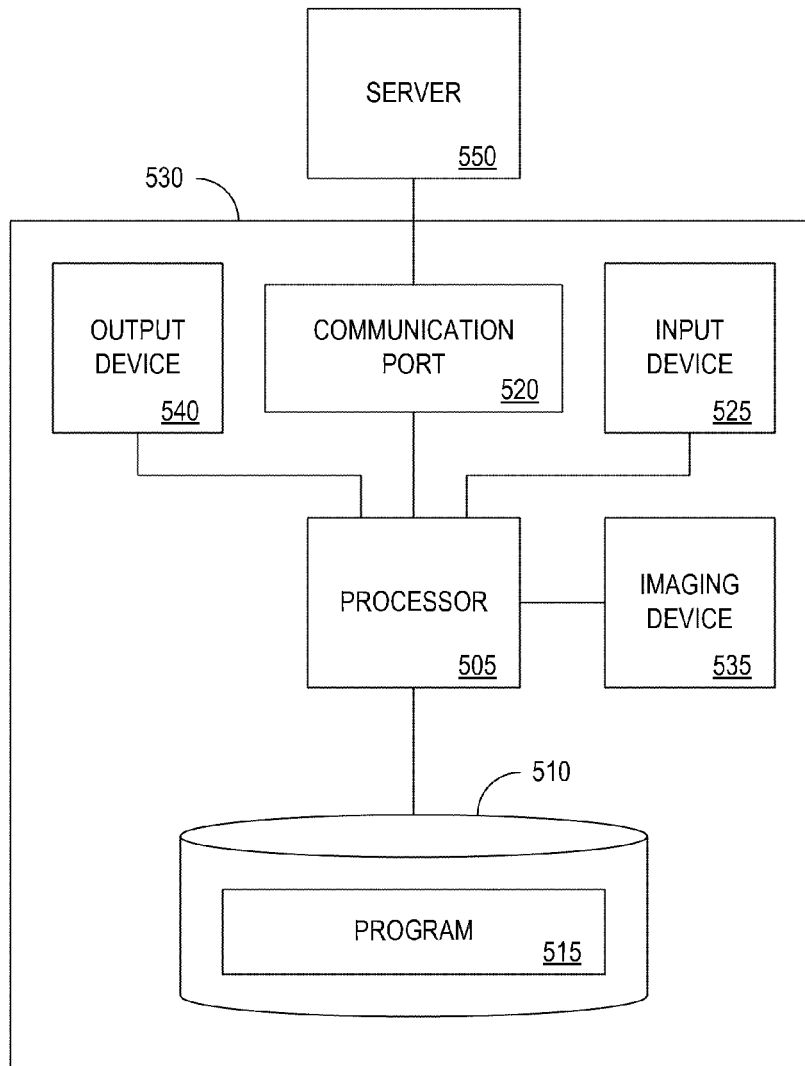 SERVER
550
530
OUTPUT
DEVICE
540
COMMUNICATION
PORT
520
INPUT
DEVICE
525
PROCESSOR
505
IMAGING
DEVICE
535
510
PROGRAM
515